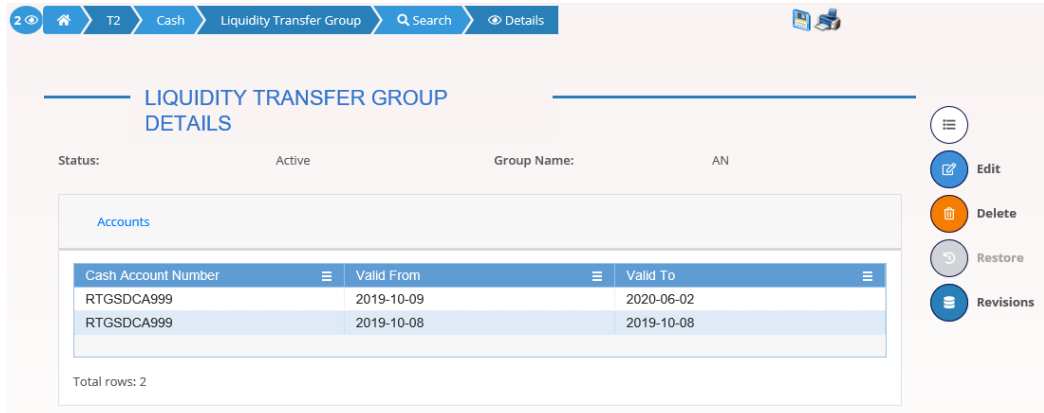 2 T2 Cash Liquidity Transfer Group Search Details
LIQUIDITY TRANSFER GROUP
DETAILS
Status: Active Group Name: AN
Edit
Accounts
Delete
Restore
Cash Account Number Valid From Valid To
RTGSDCA999 2019-10-09 2020-06-02
Revisions
RTGSDCA999 2019-10-08 2019-10-08
Total rows: 2